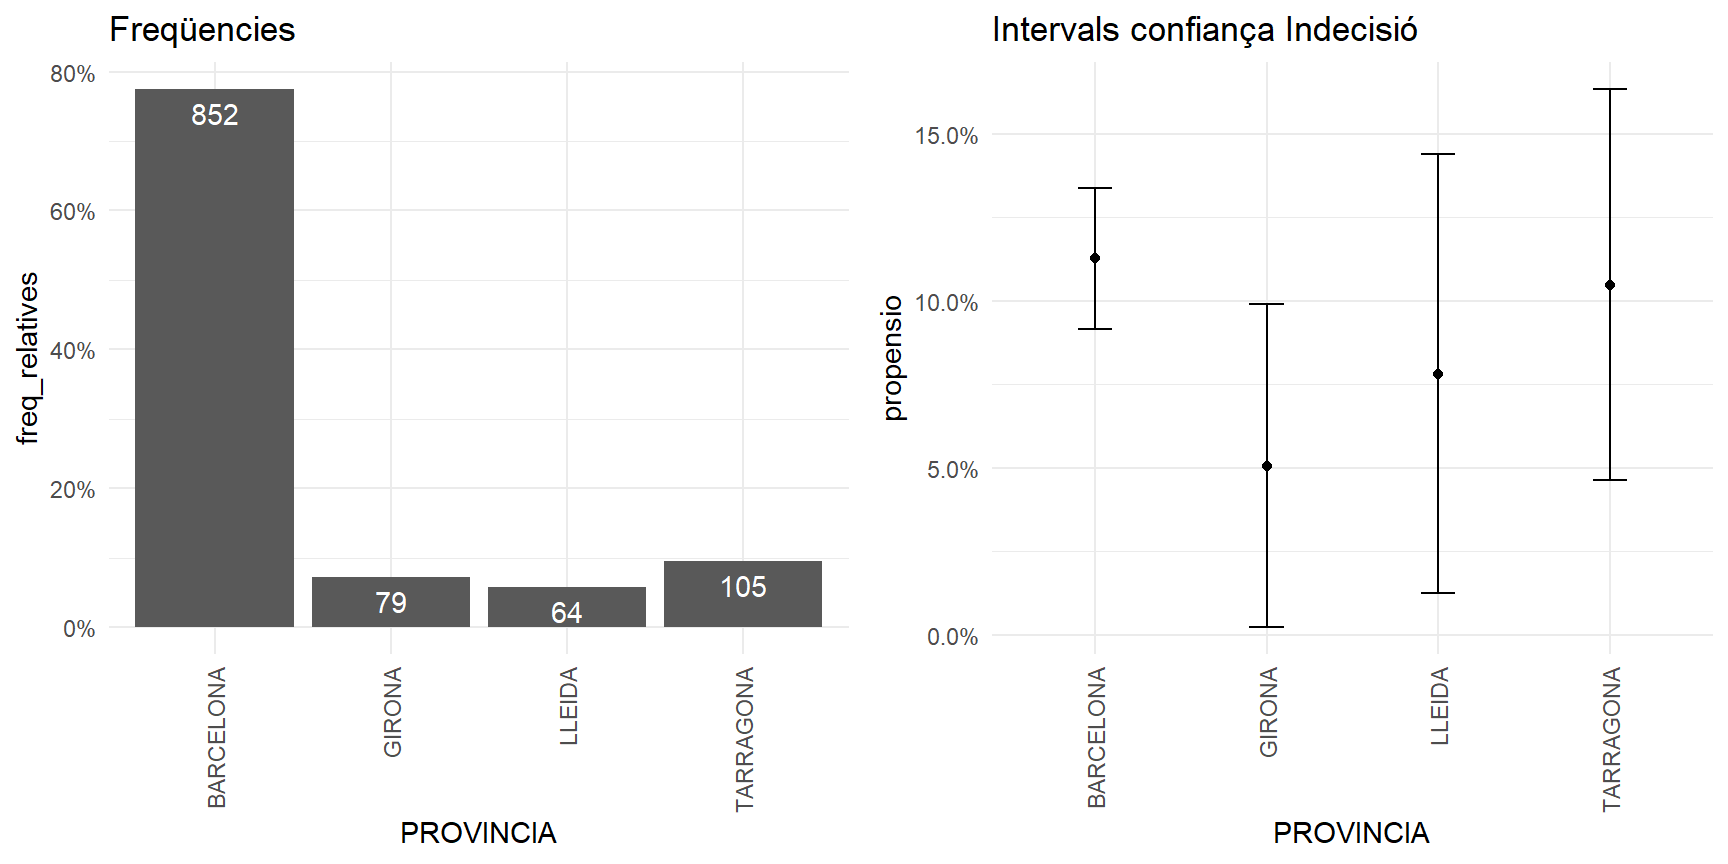 Freqüencies
80%
60%
40%
20%
0%
freq_relatives
852
79
64
105
BARCELONA
GIRONA
LLEIDA
TARRAGONA
PROVINCIA
Intervals confiança Indecisió
15.0%
10.0%
5.0%
0.0%
propensio
BARCELONA
GIRONA
LLEIDA
TARRAGONA
PROVINCIA